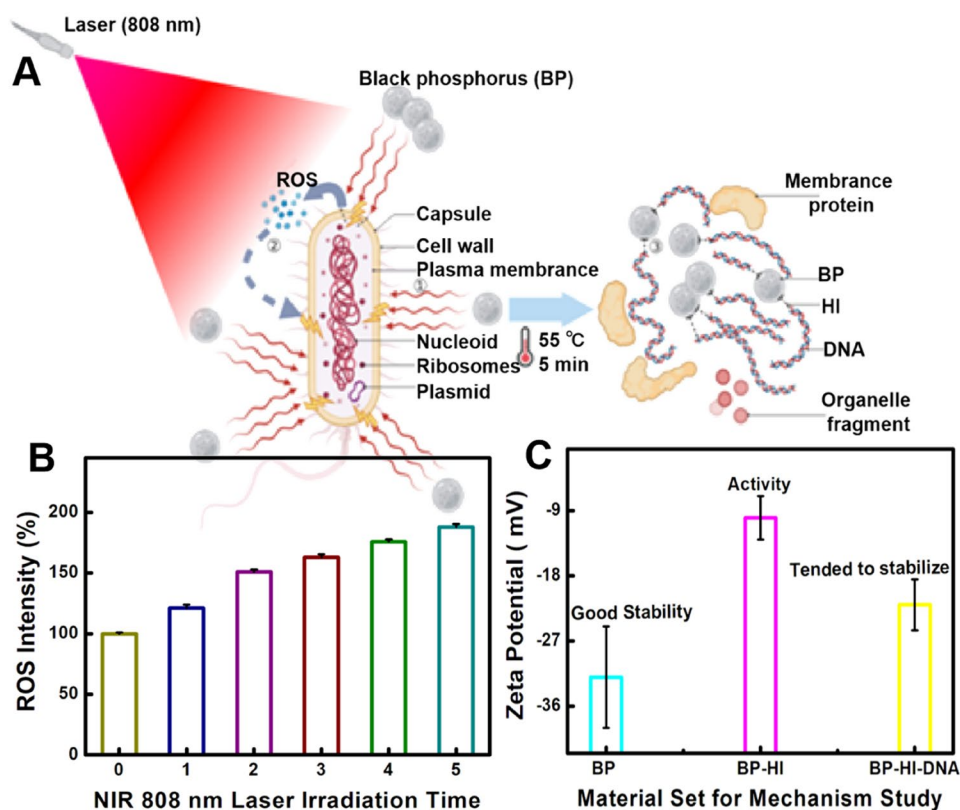 Laser (808 nm)
A
Black phosphorus (BP)
ROS
②
Capsule
Cell wall
Plasma membrance
①
Nucleoid
Ribosomes
Plasmid
55 °C
5 min
Membrance
protein
③
BP
HI
DNA
Organelle
fragment
B
ROS Intensity (%)
200
150
100
50
0
0 1 2 3 4 5
NIR 808 nm Laser Irradiation Time
C
Zeta Potential ( mV)
-9
-18
-27
-36
Good Stability
Activity
Tended to stabilize
BP BP-HI BP-HI-DNA
Material Set for Mechanism Study